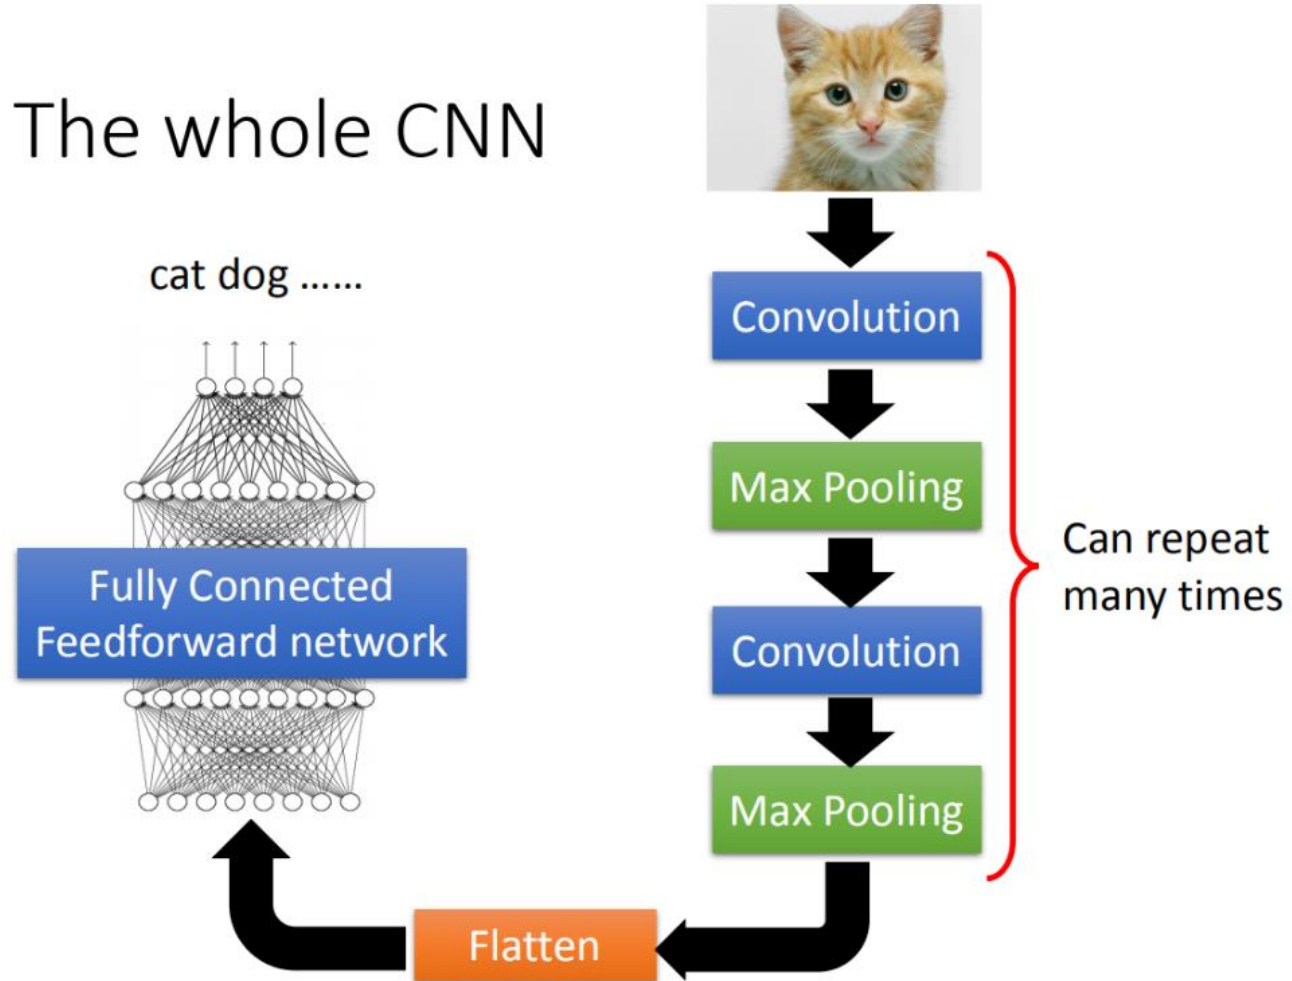 The whole CNN
cat dog ......
Convolution
Max Pooling
Convolution
Max Pooling
Can repeat
many times
Flatten
Fully Connected
Feedforward network